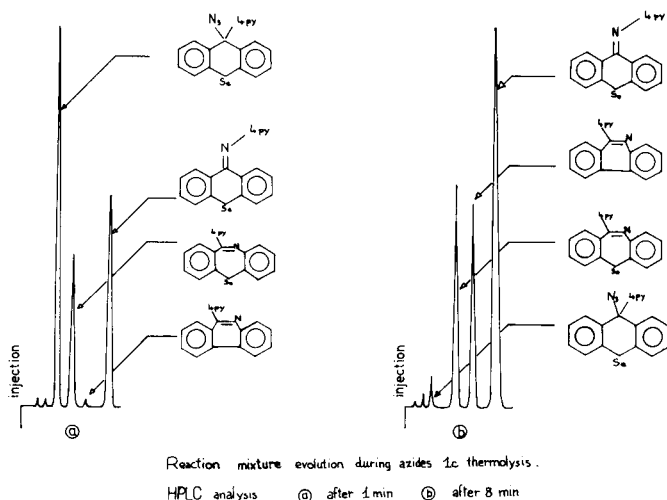 N₃ 4py
Se
4py
N
Se
4py
N
Se
4py
N
injection
ⓐ
4py
N
Se
4py
N
4py
N
Se
N₃ 4py
Se
injection
ⓑ
Reaction mixture evolution during azides 1c thermolysis.
HPLC analysis ⓐ after 1 min ⓑ after 8 min